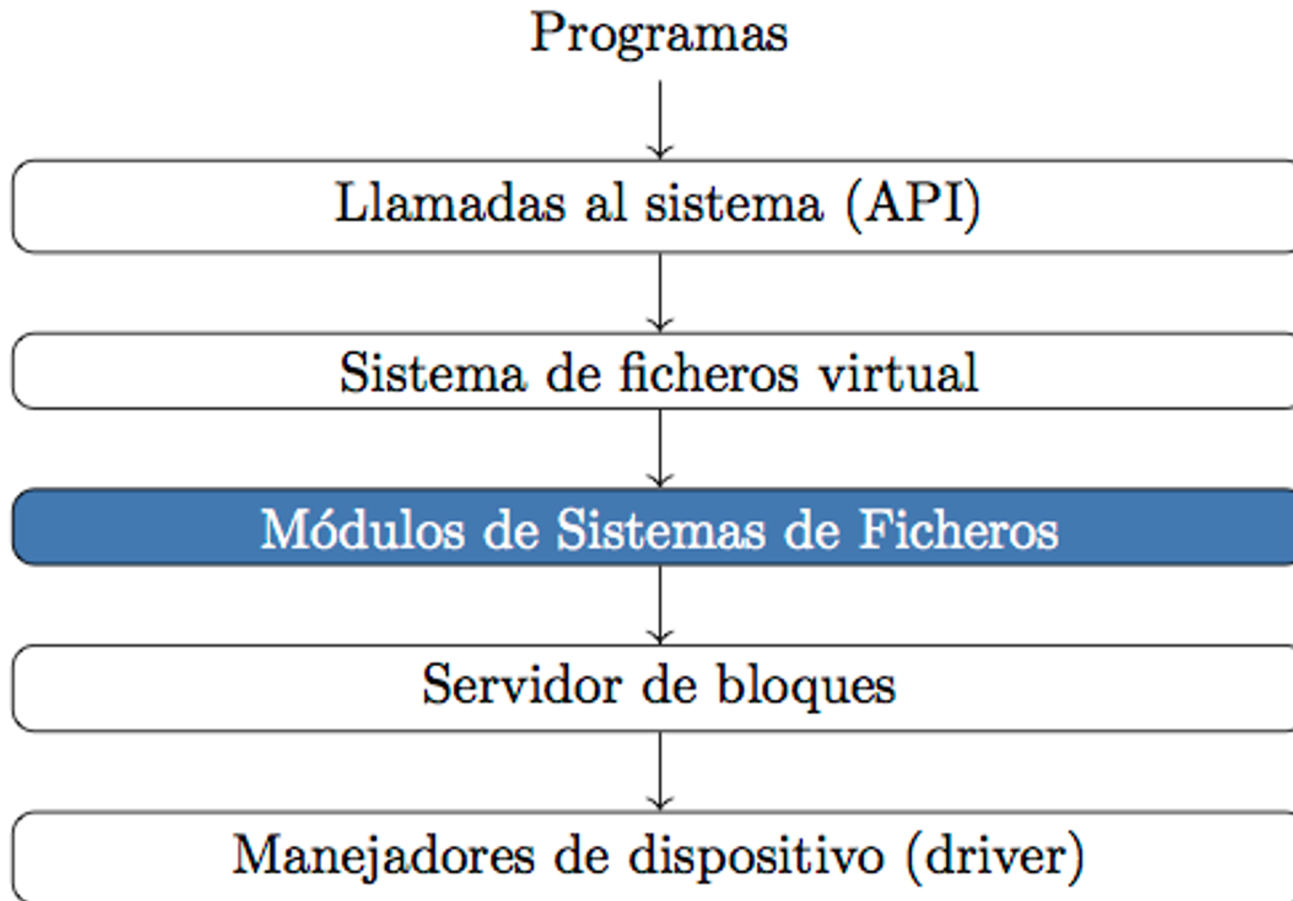 Programas
Llamadas al sistema (API)
Sistema de ficheros virtual
Módulos de Sistemas de Ficheros
Servidor de bloques
Manejadores de dispositivo (driver)